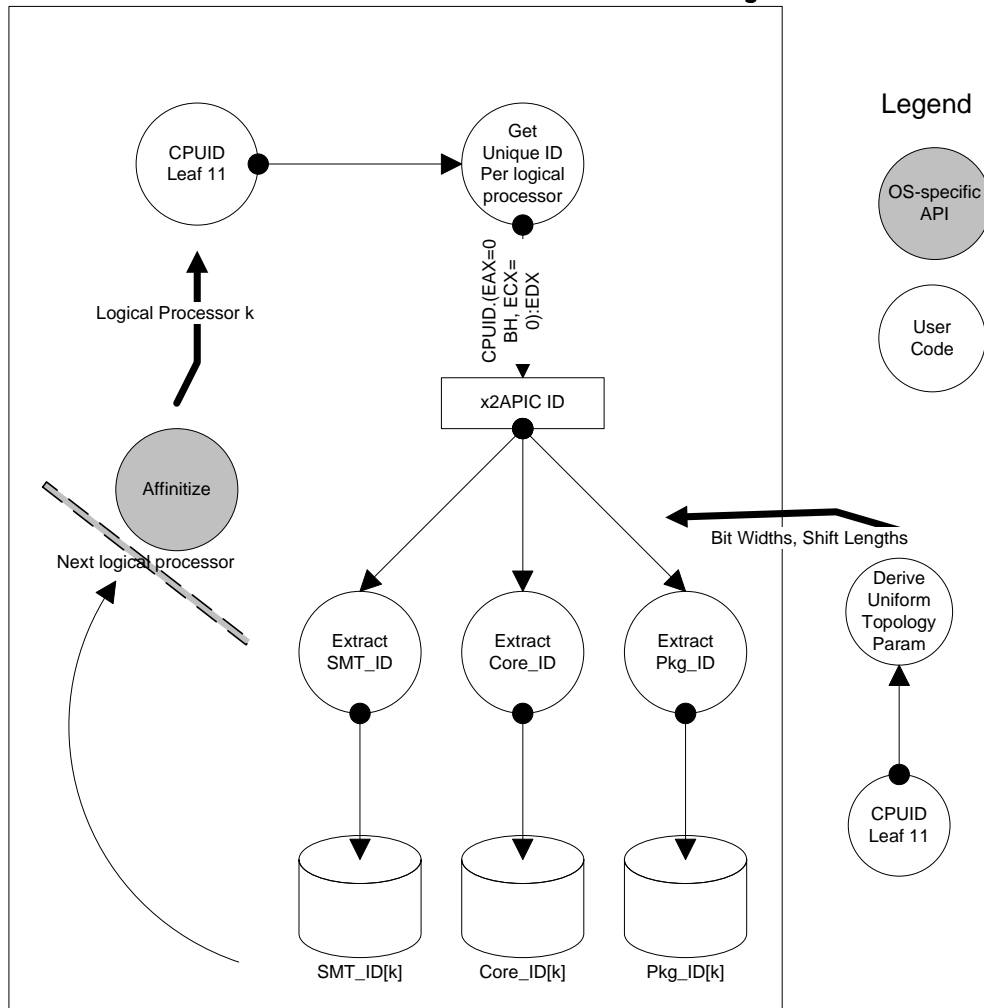 Legend
CPUID
Leaf 11
Get
Unique ID
Per logical
processor
OS-specific
API
CPUID.(EAX=0
BH, ECX=
0):EDX
Logical Processor k
User
Code
x2APIC ID
Affinitize
Bit Widths, Shift Lengths
Next logical processor
Derive
Uniform
Topology
Param
Extract
SMT_ID
Extract
Core_ID
Extract
Pkg_ID
CPUID
Leaf 11
SMT_ID[k]
Core_ID[k]
Pkg_ID[k]